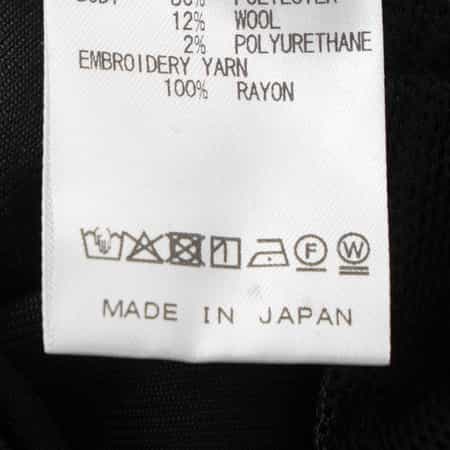 12% WOOL
2% POLYURETHANE
EMBROIDERY YARN
100% RAYON
F W
MADE IN JAPAN